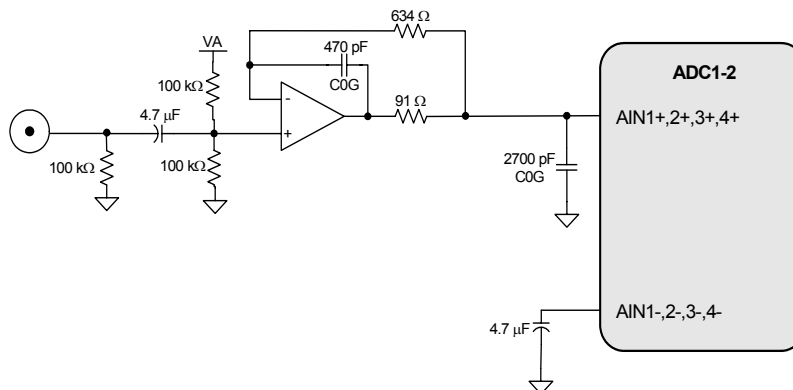 634 Ω
470 pF
C0G
VA
100 kΩ
4.7 µF
-
+
91 Ω
100 kΩ
100 kΩ
2700 pF
C0G
ADC1-2
AIN1+,2+,3+,4+
AIN1-,2-,3-,4-
4.7 µF